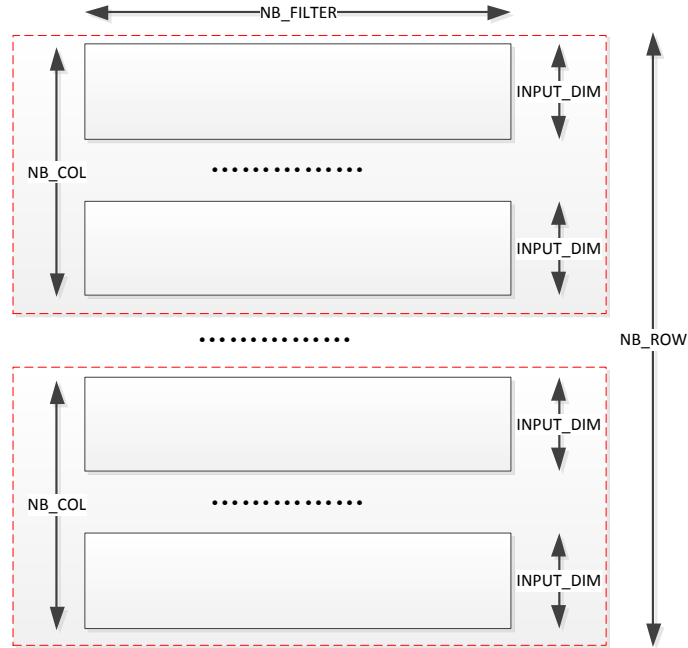 NB_FILTER
INPUT_DIM
NB_COL
INPUT_DIM
NB_ROW
INPUT_DIM
NB_COL
INPUT_DIM